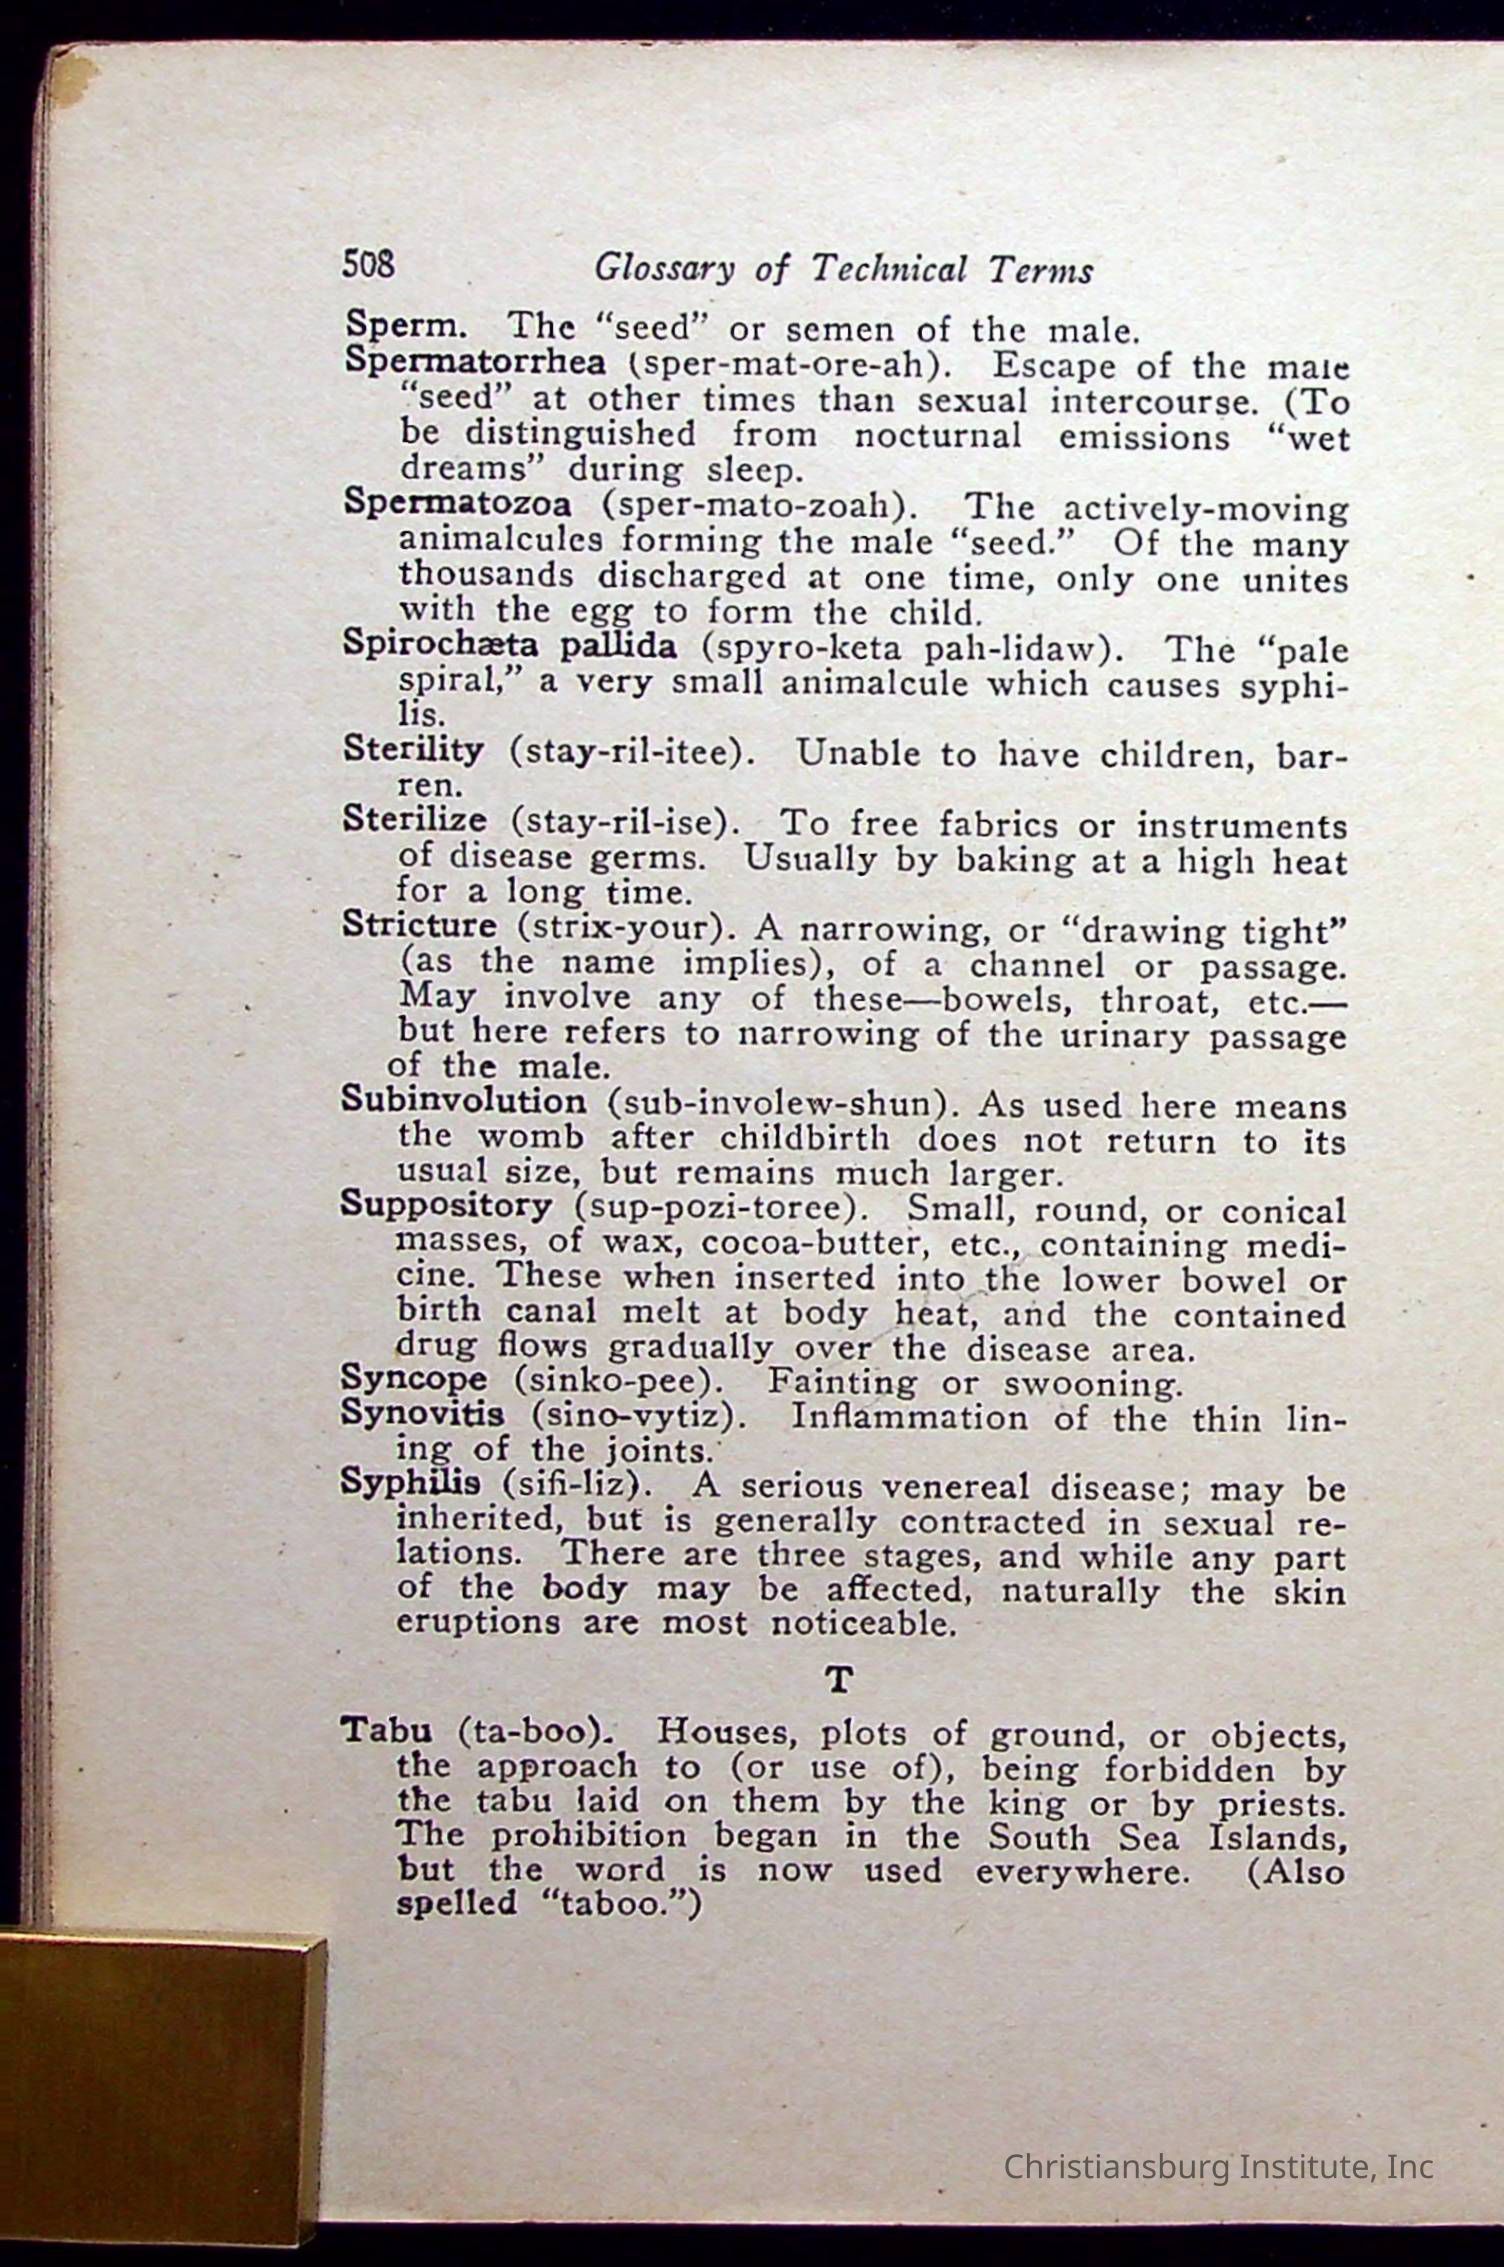 508 Glossary of Technical Terms
Sperm. The “seed” or semen of the male.
Spermatorrhea (sper-mat-ore-ah). Escape of the male
“seed” at other times than sexual intercourse. (To
be distinguished from nocturnal emissions “wet
dreams” during sleep.
Spermatozoa (sper-mato-zoah). The actively-moving
animalcules forming the male “seed.” Of the many
thousands discharged at one time, only one unites
with the egg to form the child.
Spirochæta pallida (spyro-keta pah-lidaw). The “pale
spiral,” a very small animalcule which causes syphi-
lis.
Sterility (stay-ril-itee). Unable to have children, bar-
ren.
Sterilize (stay-ril-ise). To free fabrics or instruments
of disease germs. Usually by baking at a high heat
for a long time.
Stricture (strix-your). A narrowing, or “drawing tight”
(as the name implies), of a channel or passage.
May involve any of these—bowels, throat, etc.—
but here refers to narrowing of the urinary passage
of the male.
Subinvolution (sub-involew-shun). As used here means
the womb after childbirth does not return to its
usual size, but remains much larger.
Suppository (sup-pozi-toree). Small, round, or conical
masses, of wax, cocoa-butter, etc., containing medi-
cine. These when inserted into the lower bowel or
birth canal melt at body heat, and the contained
drug flows gradually over the disease area.
Syncope (sinko-pee). Fainting or swooning.
Synovitis (sino-vytiz). Inflammation of the thin lin-
ing of the joints.
Syphilis (sifi-liz). A serious venereal disease; may be
inherited, but is generally contracted in sexual re-
lations. There are three stages, and while any part
of the body may be affected, naturally the skin
eruptions are most noticeable.
T
Tabu (ta-boo). Houses, plots of ground, or objects,
the approach to (or use of), being forbidden by
the tabu laid on them by the king or by priests.
The prohibition began in the South Sea Islands,
but the word is now used everywhere. (Also
spelled “taboo.”)
Christiansburg Institute, Inc